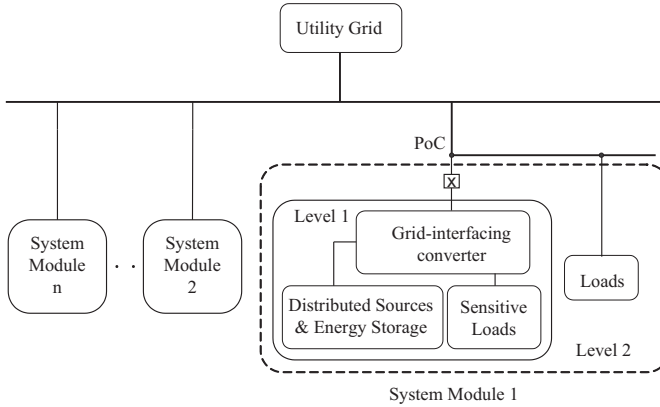 Utility Grid
PoC
X
Level 1
Grid-interfacing
converter
System
Module
n
. .
System
Module
2
Distributed Sources
& Energy Storage
Sensitive
Loads
Loads
Level 2
System Module 1